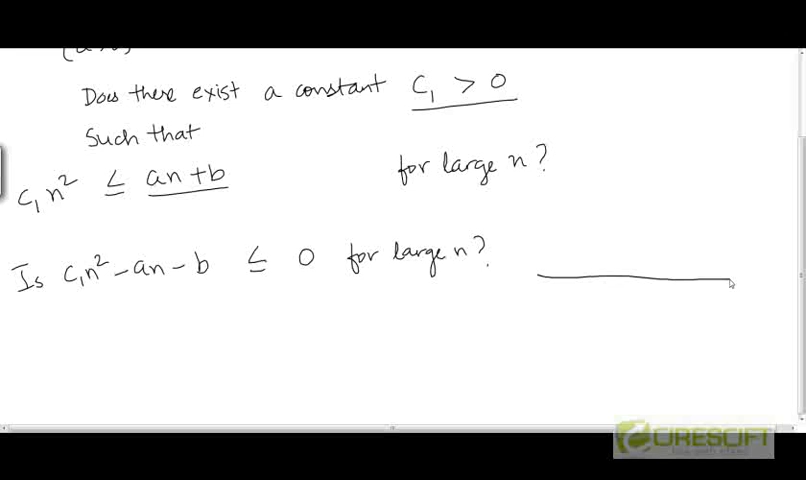 Does there exist a constant C₁ > 0
Such that
C₁n² ≤ an + b for large n?
Is C₁n² - an - b ≤ 0 for large n?
CIRESOFT